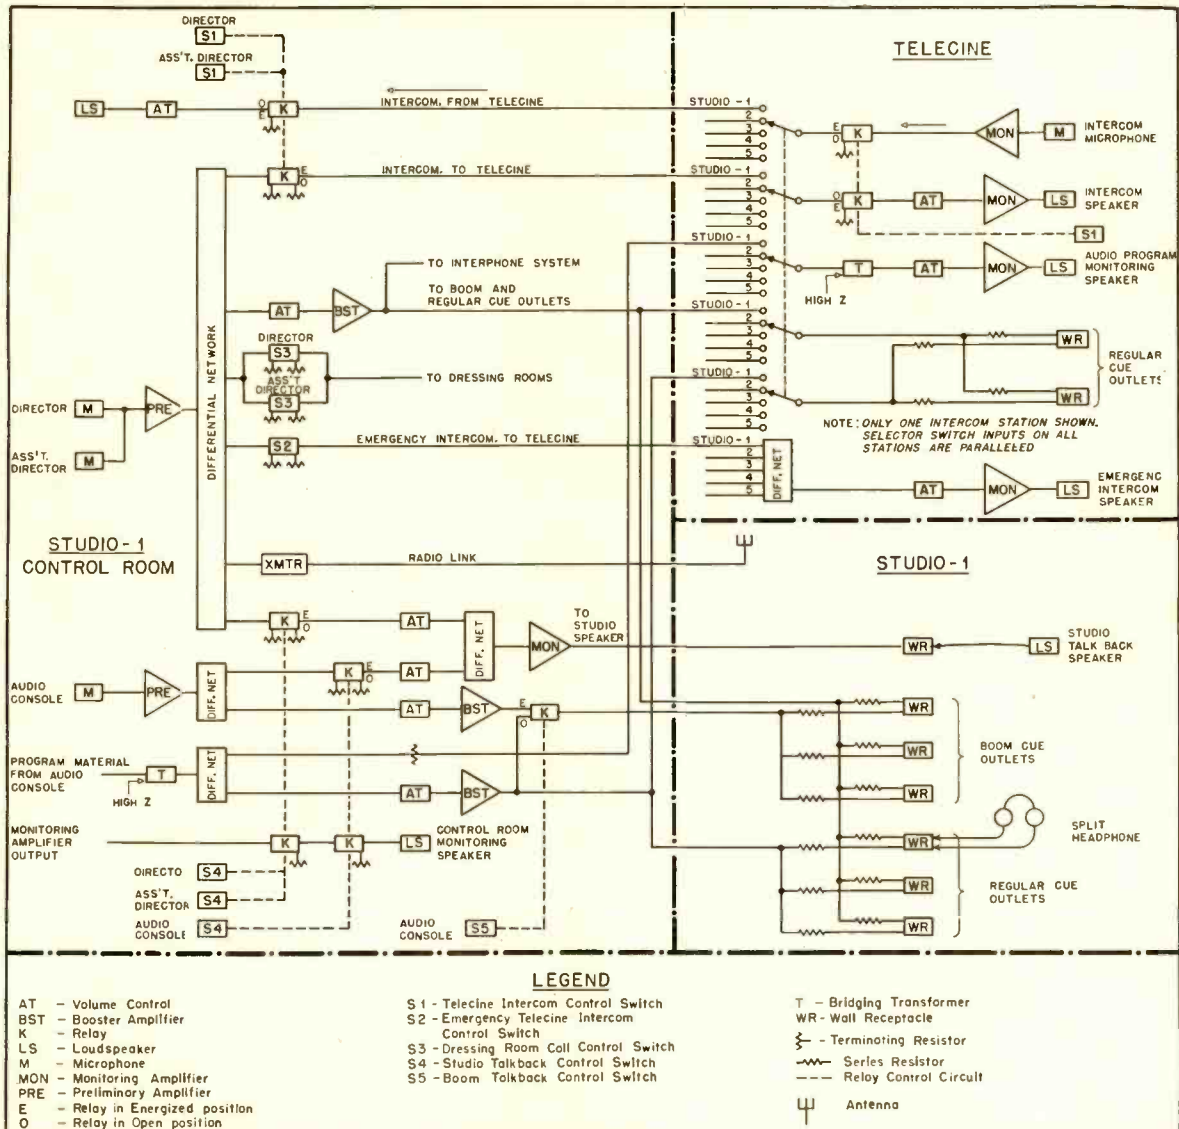 DIRECTOR
S1
ASS'T. DIRECTOR
S1
LS
AT
O
E
K
INTERCOM. FROM TELECINE
K
E
O
INTERCOM. TO TELECINE
TO INTERPHONE SYSTEM
TO BOOM AND
REGULAR CUE OUTLETS
AT
BST
DIRECTOR
S3
ASS'T
DIRECTOR
S3
TO DRESSING ROOMS
DIRECTOR
M
PRE
ASS'T.
DIRECTOR
M
DIFFERENTIAL NETWORK
S2
EMERGENCY INTERCOM. TO TELECINE
STUDIO-1
CONTROL ROOM
XMTR
RADIO LINK
K
E
O
AT
DIFF. NET
MON
TO
STUDIO
SPEAKER
AUDIO
CONSOLE
M
PRE
DIFF. NET
K
E
O
AT
AT
BST
E
O
K
PROGRAM MATERIAL
FROM AUDIO
CONSOLE
T
HIGH Z
DIFF. NET
AT
BST
MONITORING
AMPLIFIER
OUTPUT
K
K
LS
CONTROL ROOM
MONITORING
SPEAKER
DIRECTO
S4
ASS'T.
DIRECTOR
S4
AUDIO
CONSOLE
S4
AUDIO
CONSOLE
S5
TELECINE
STUDIO-1
2
3
4
5
E
O
K
MON
M
INTERCOM
MICROPHONE
STUDIO-1
2
3
4
5
O
E
K
AT
MON
LS
INTERCOM
SPEAKER
S1
STUDIO-1
2
3
4
5
T
HIGH Z
AT
MON
LS
AUDIO PROGRAM
MONITORING
SPEAKER
STUDIO-1
2
3
4
5
WR
WR
REGULAR
CUE
OUTLETS
STUDIO-1
2
3
4
5
NOTE: ONLY ONE INTERCOM STATION SHOWN.
SELECTOR SWITCH INPUTS ON ALL
STATIONS ARE PARALLELED
STUDIO-1
2
3
4
5
DIFF. NET
AT
MON
LS
EMERGENC
INTERCOM
SPEAKER
STUDIO-1
WR
LS
STUDIO
TALK BACK
SPEAKER
WR
WR
WR
BOOM CUE
OUTLETS
WR
WR
WR
SPLIT
HEADPHONE
REGULAR CUE
OUTLETS
LEGEND
AT - Volume Control
BST - Booster Amplifier
K - Relay
LS - Loudspeaker
M - Microphone
MON - Monitoring Amplifier
PRE - Preliminary Amplifier
E - Relay in Energized position
O - Relay in Open position
S1 - Telecine Intercom Control Switch
S2 - Emergency Telecine Intercom
Control Switch
S3 - Dressing Room Call Control Switch
S4 - Studio Talkback Control Switch
S5 - Boom Talkback Control Switch
T - Bridging Transformer
WR - Wall Receptacle
- Terminating Resistor
- Series Resistor
- Relay Control Circuit
Antenna